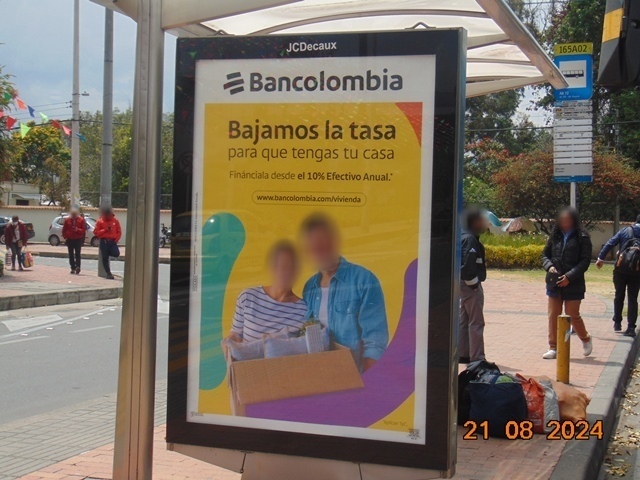 JCDecaux
Bancolombia
Bajamos la tasa
para que tengas tu casa
Fináncíala desde el 10% Efectivo Anual.*
www.bancolombia.com/vivienda
165A02
21 08 2024